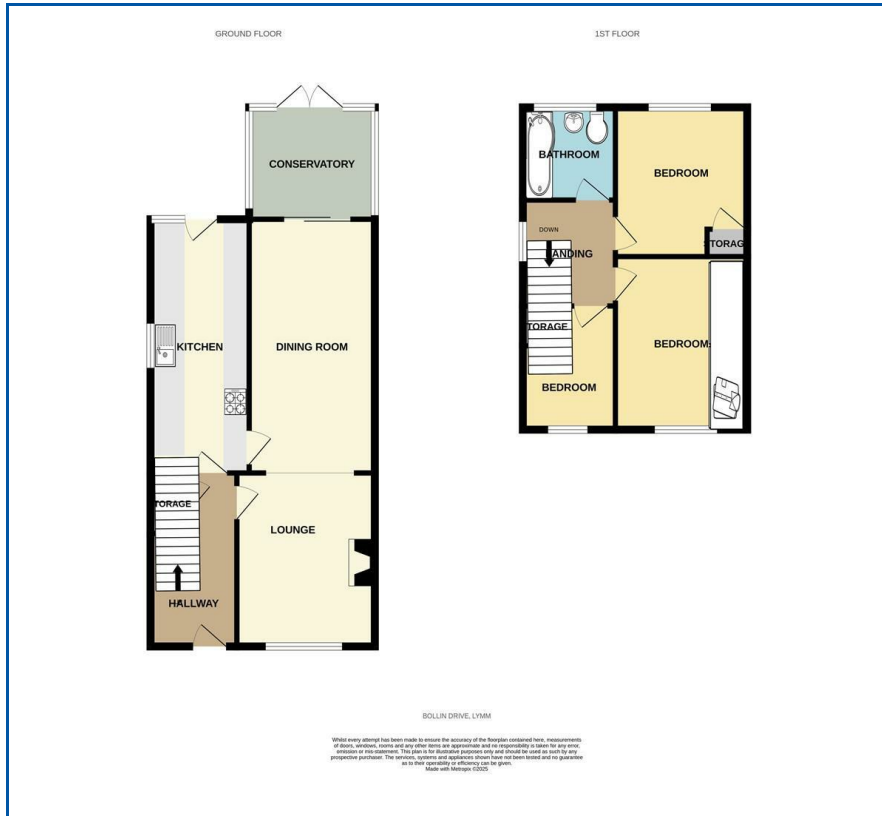 GROUND FLOOR
1ST FLOOR
CONSERVATORY
KITCHEN
DINING ROOM
TORAGE
LOUNGE
HALLWAY
BATHROOM
BEDROOM
STORAG
DOWN
LANDING
TORAGE
BEDROOM
BEDROOM
BOLLIN DRIVE, LYMM
Whilst every attempt has been made to ensure the accuracy of the floorplan contained here, measurements
of doors, windows, rooms and any other items are approximate and no responsibility is taken for any error,
omission or mis-statement. This plan is for illustrative purposes only and should be used as such by any
prospective purchaser. The services, systems and appliances shown have not been tested and no guarantee
as to their operability or efficiency can be given.
Made with Metropix ©2025